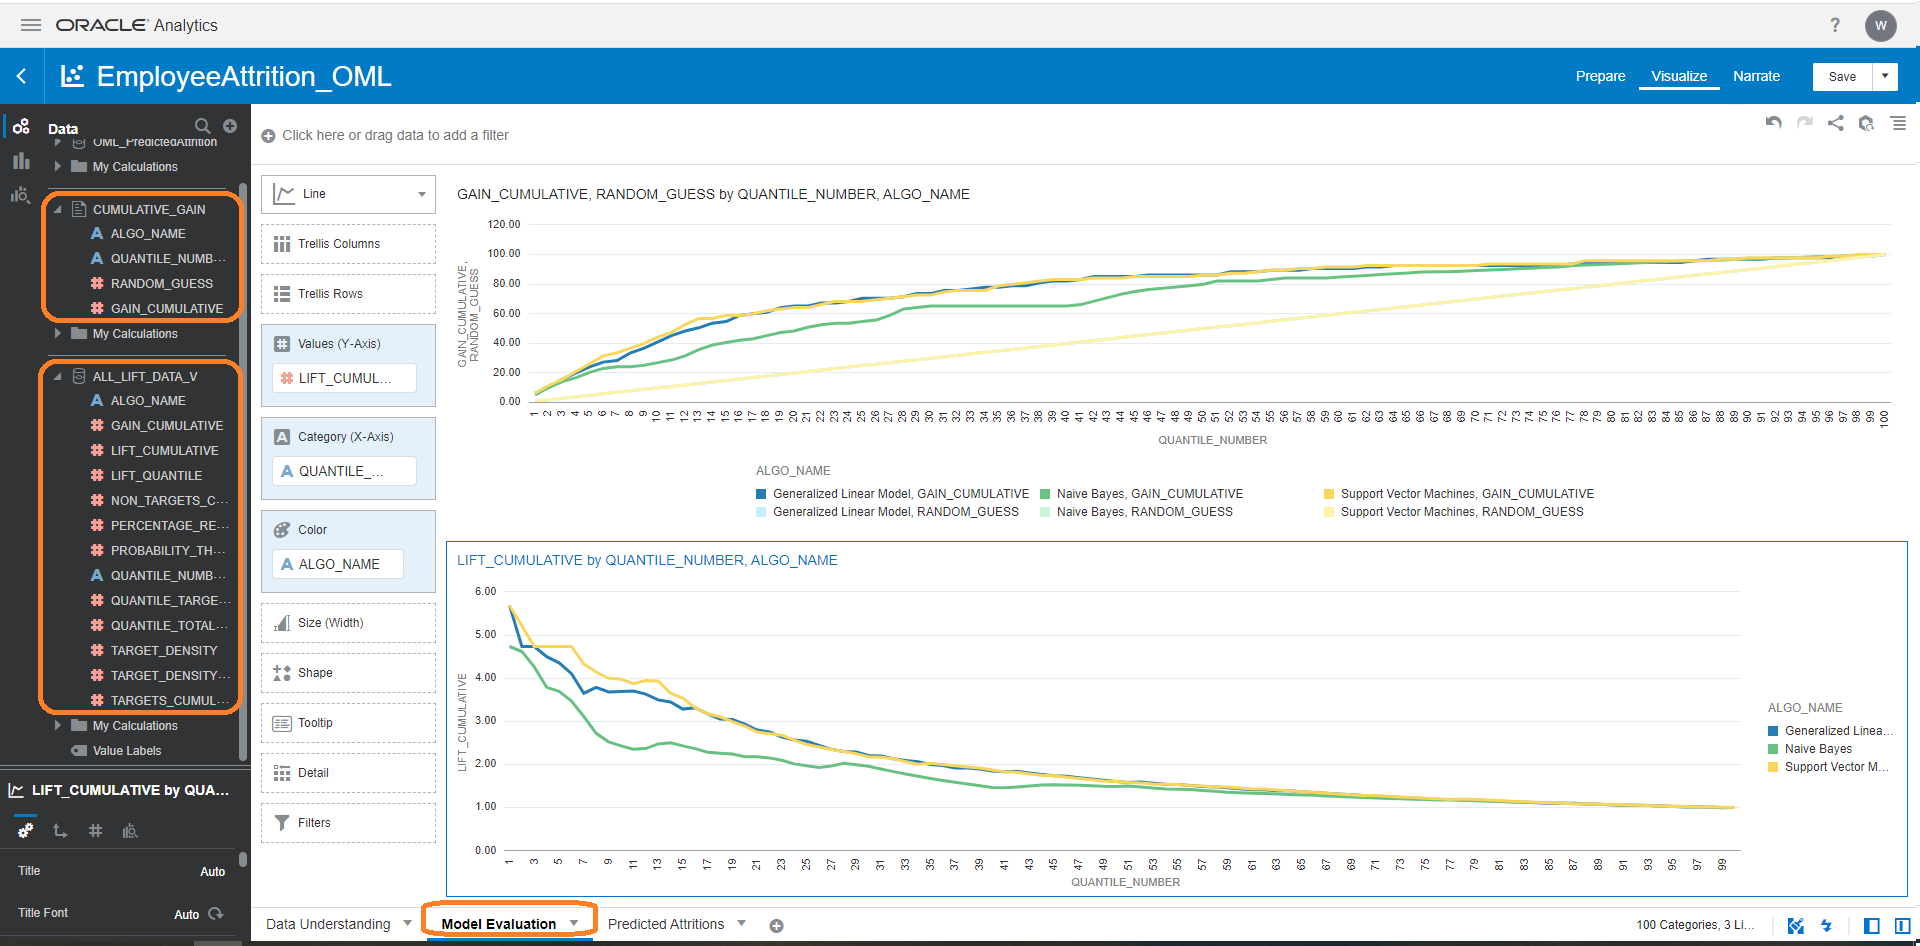 ORACLE Analytics
?
W
EmployeeAttrition_OML
Prepare
Visualize
Narrate
Save
Data
OML_PredictedAttrition
My Calculations
CUMULATIVE_GAIN
A ALGO_NAME
A QUANTILE_NUMB...
# RANDOM_GUESS
# GAIN_CUMULATIVE
My Calculations
ALL_LIFT_DATA_V
A ALGO_NAME
# GAIN_CUMULATIVE
# LIFT_CUMULATIVE
# LIFT_QUANTILE
# NON_TARGETS_C...
# PERCENTAGE_RE...
# PROBABILITY_TH...
A QUANTILE_NUMB...
# QUANTILE_TARGE...
# QUANTILE_TOTAL...
# TARGET_DENSITY
# TARGET_DENSITY...
# TARGETS_CUMUL...
My Calculations
Value Labels
LIFT_CUMULATIVE by QUA...
Title
Auto
Title Font
Auto
Click here or drag data to add a filter
Line
Trellis Columns
Trellis Rows
# Values (Y-Axis)
# LIFT_CUMUL...
A Category (X-Axis)
A QUANTILE_...
Color
A ALGO_NAME
Size (Width)
Shape
Tooltip
Detail
Filters
GAIN_CUMULATIVE, RANDOM_GUESS by QUANTILE_NUMBER, ALGO_NAME
GAIN_CUMULATIVE,
RANDOM_GUESS
120.00
100.00
80.00
60.00
40.00
20.00
0.00
1 2 3 4 5 6 7 8 9 10 11 12 13 14 15 16 17 18 19 20 21 22 23 24 25 26 27 28 29 30 31 32 33 34 35 36 37 38 39 40 41 42 43 44 45 46 47 48 49 50 51 52 53 54 55 56 57 58 59 60 61 62 63 64 65 66 67 68 69 70 71 72 73 74 75 76 77 78 79 80 81 82 83 84 85 86 87 88 89 90 91 92 93 94 95 96 97 98 99 100
QUANTILE_NUMBER
ALGO_NAME
Generalized Linear Model, GAIN_CUMULATIVE
Naive Bayes, GAIN_CUMULATIVE
Support Vector Machines, GAIN_CUMULATIVE
Generalized Linear Model, RANDOM_GUESS
Naive Bayes, RANDOM_GUESS
Support Vector Machines, RANDOM_GUESS
LIFT_CUMULATIVE by QUANTILE_NUMBER, ALGO_NAME
LIFT_CUMULATIVE
6.00
5.00
4.00
3.00
2.00
1.00
0.00
1 3 5 7 9 11 13 15 17 19 21 23 25 27 29 31 33 35 37 39 41 43 45 47 49 51 53 55 57 59 61 63 65 67 69 71 73 75 77 79 81 83 85 87 89 91 93 95 97 99
QUANTILE_NUMBER
ALGO_NAME
Generalized Linea...
Naive Bayes
Support Vector M...
Data Understanding
Model Evaluation
Predicted Attritions
100 Categories, 3 Li...